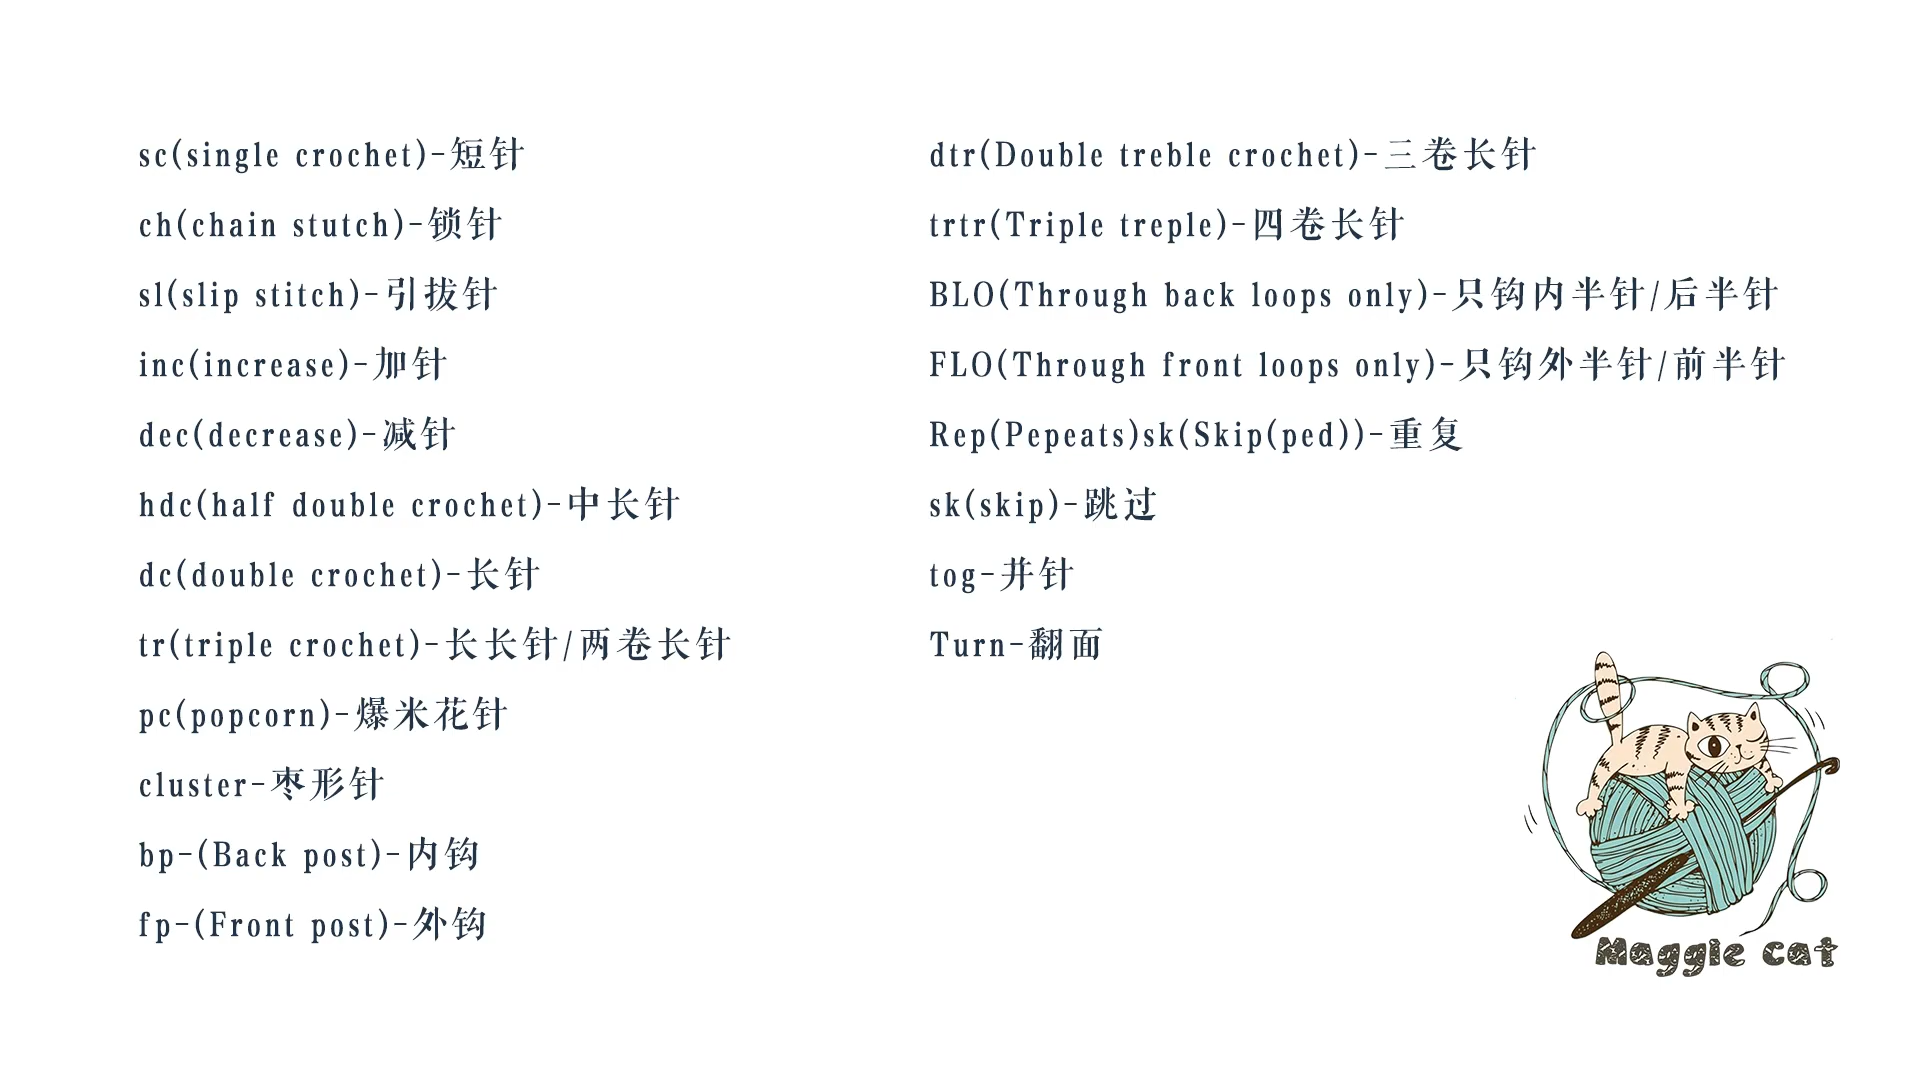 sc(single crochet)-短针
ch(chain stutch)-锁针
sl(slip stitch)-引拔针
inc(increase)-加针
dec(decrease)-减针
hdc(half double crochet)-中长针
dc(double crochet)-长针
tr(triple crochet)-长长针/两卷长针
pc(popcorn)-爆米花针
cluster-枣形针
bp-(Back post)-内钩
fp-(Front post)-外钩
dtr(Double treble crochet)-三卷长针
trtr(Triple treple)-四卷长针
BLO(Through back loops only)-只钩内半针/后半针
FLO(Through front loops only)-只钩外半针/前半针
Rep(Pepeats)sk(Skip(ped))-重复
sk(skip)-跳过
tog-并针
Turn-翻面
Maggie cat